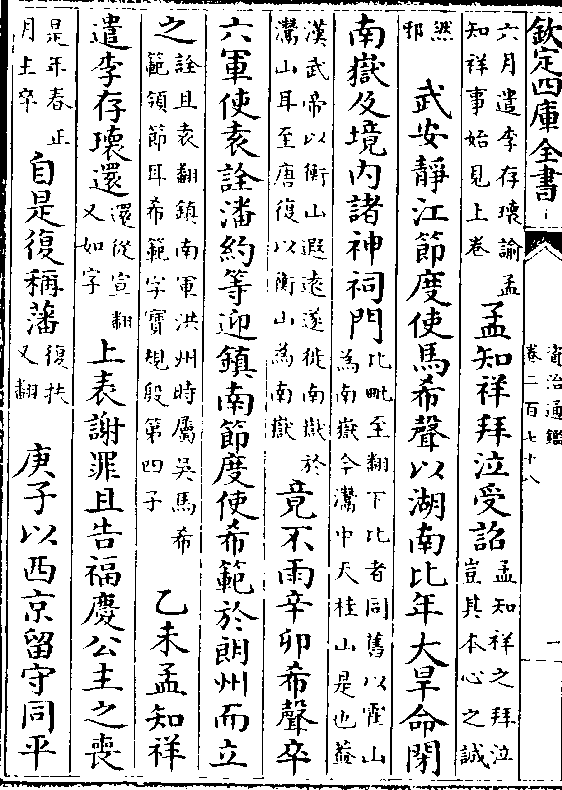 欽定四庫全書
資治通鑑
卷二百七十八
一
六月遣李存瓌諭孟
知祥事始見上卷
孟知祥拜泣受詔
孟知祥之拜泣
豈其本心之誠
然
邪
武安靜江節度使馬希聲以湖南比年大旱命閉
南嶽及境内諸神祠門
比毗至翻下比者同舊以霍山
為南嶽今灊中天柱山是也蓋
漢武帝以衡山遐遠遂徙南嶽於
灊山耳至唐復以衡山為南嶽
竟不雨辛卯希聲卒
六軍使袁詮潘約等迎鎮南節度使希範於朗州而立
之
詮且袁翻鎮南軍洪州時屬吳馬希
範領節耳希範字寶規殷第四子
乙未孟知祥
遣李存瓌還
還從宣翻
又如字
上表謝罪且告福慶公主之喪
是年春正
月主卒
自是復稱藩
復扶
又翻
庚子以西京留守同平